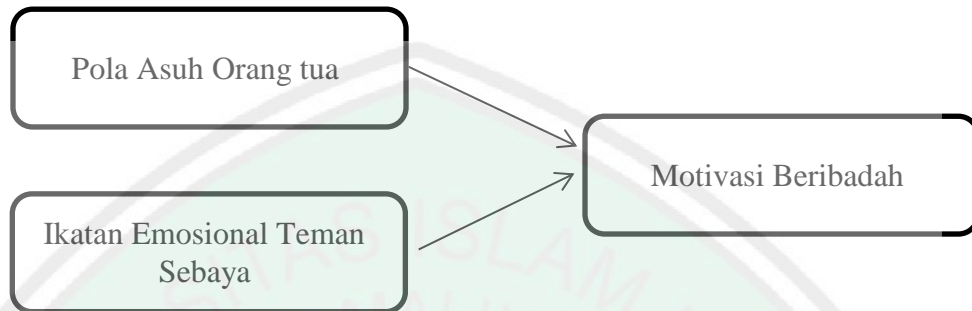 Pola Asuh Orang tua
Motivasi Beribadah
Ikatan Emosional Teman
Sebaya